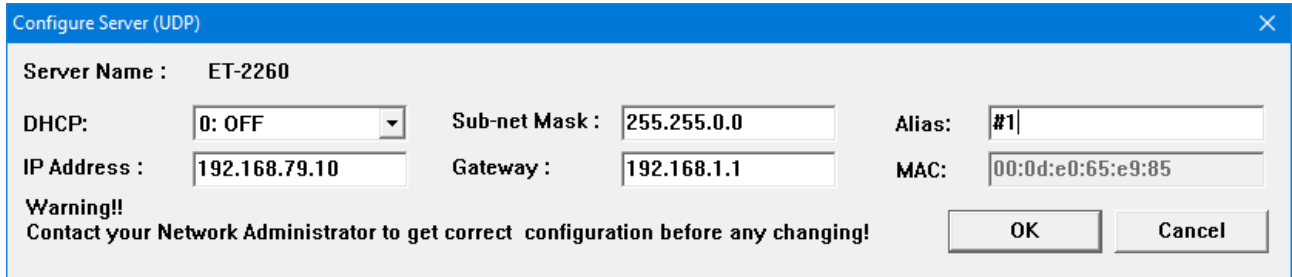 Configure Server (UDP)
Server Name : ET-2260
DHCP: 0: OFF Sub-net Mask : 255.255.0.0 Alias: #1
IP Address : 192.168.79.10 Gateway : 192.168.1.1 MAC: 00:0d:e0:65:e9:85
Warning!!
Contact your Network Administrator to get correct configuration before any changing!
OK Cancel